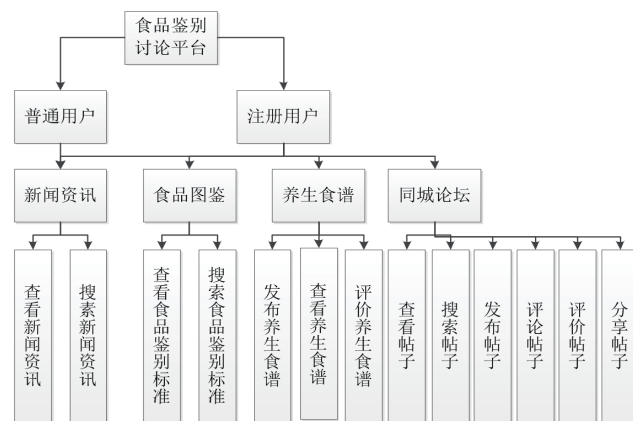 食品鉴别
讨论平台
普通用户
注册用户
新闻资讯
食品图鉴
养生食谱
同城论坛
查看新闻资讯
搜素新闻资讯
查看食品鉴别标准
搜索食品鉴别标准
发布养生食谱
查看养生食谱
评价养生食谱
查看帖子
搜索帖子
发布帖子
评论帖子
评价帖子
分享帖子